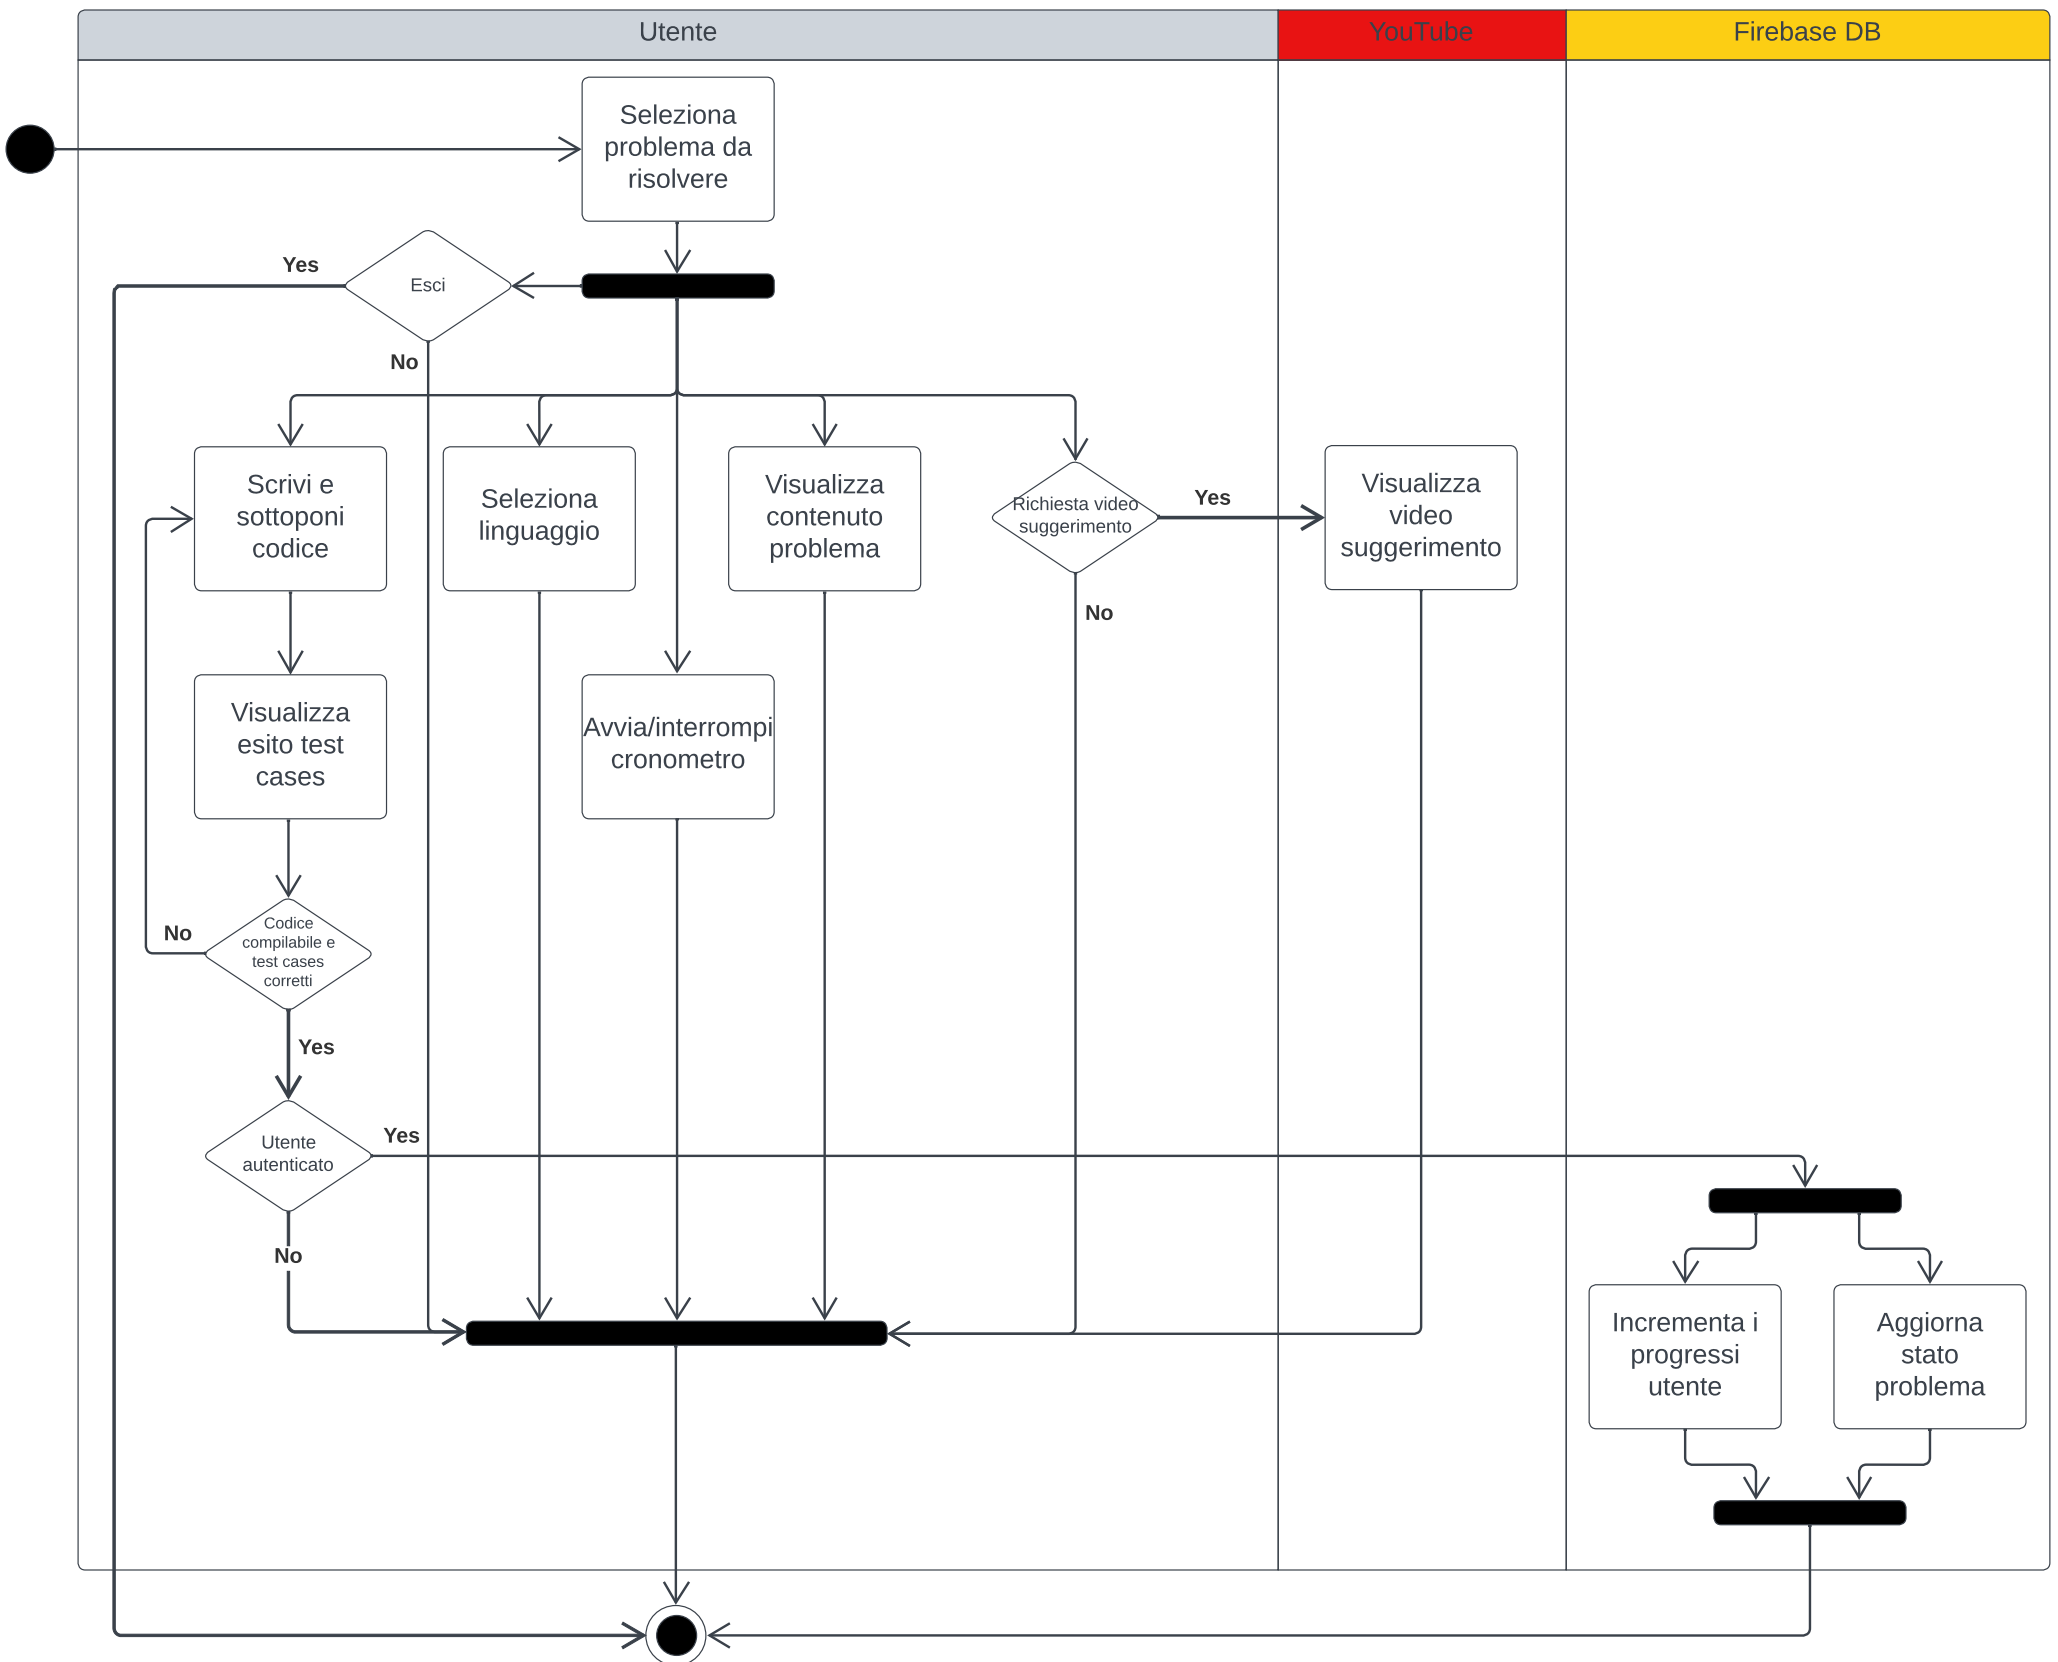 Utente
YouTube
Firebase DB
Seleziona
problema da
risolvere
Yes
Esci
No
Scrivi e
sottoponi
codice
Seleziona
linguaggio
Visualizza
contenuto
problema
Richiesta video
suggerimento
Yes
No
Visualizza
video
suggerimento
Visualizza
esito test
cases
Avvia/interrompi
cronometro
No
Codice
compilabile e
test cases
corretti
Yes
Utente
autenticato
Yes
No
Incrementa i
progressi
utente
Aggiorna
stato
problema